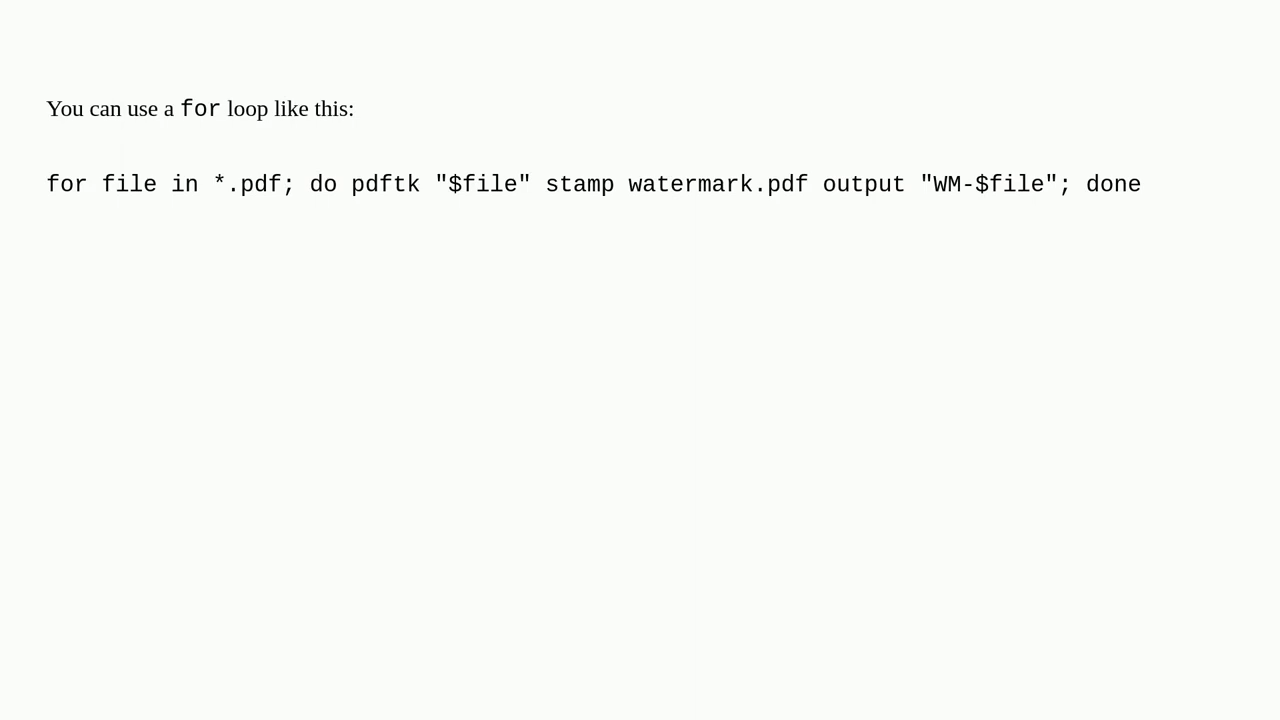 You can use a for loop like this:
for file in *.pdf; do pdftk "$file" stamp watermark.pdf output "WM-$file"; done